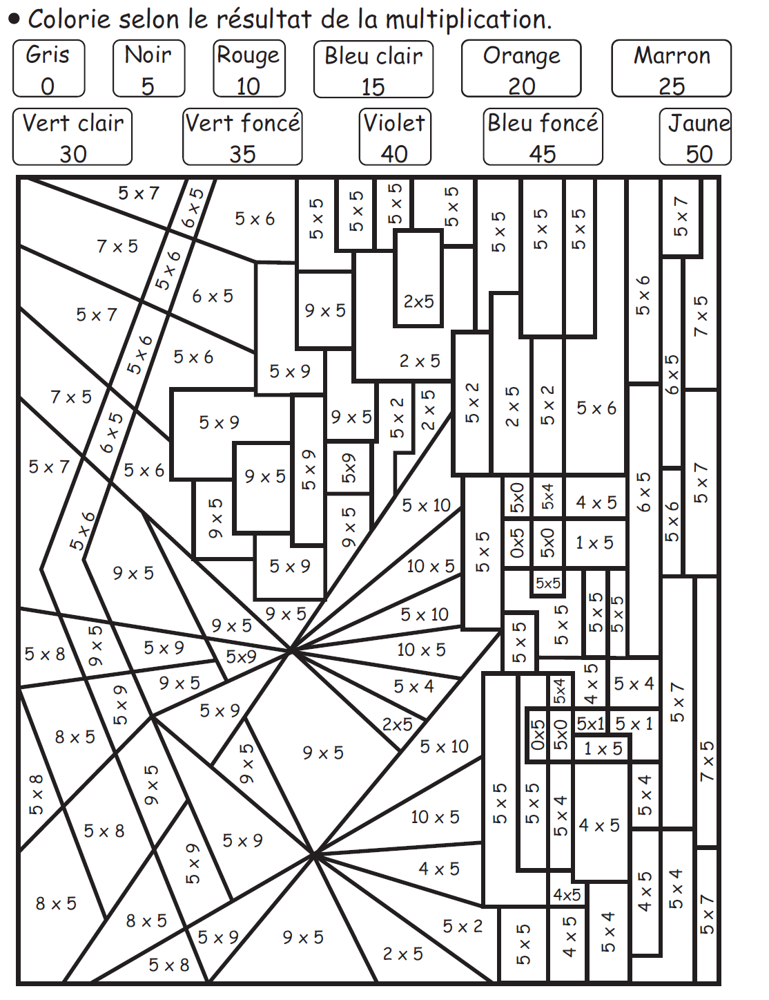 • Colorie selon le résultat de la multiplication.
Gris Noir Rouge Bleu clair Orange Marron
0 5 10 15 20 25
Vert clair Vert foncé Violet Bleu foncé Jaune
30 35 40 45 50
5 x 7 6 x 5 5 x 6 5 x 5 5 x 5 5 x 5 5 x 5 5 x 5 5 x 5 5 x 5 5 x 7
7 x 5 5 x 6 6 x 5 9 x 5 2x5 5 x 6 7 x 5
5 x 7 5 x 6 5 x 6 5 x 9 2 x 5 6 x 5
7 x 5 6 x 5 5 x 9 9 x 5 5 x 2 2 x 5 5 x 2 2 x 5 5 x 2 5 x 6
5 x 7 5 x 6 9 x 5 5 x 9 5x9 6 x 5 5 x 7
5 x 6 9 x 5 9 x 5 5 x 10 5x0 5x4 4 x 5 5 x 6
9 x 5 5 x 9 10 x 5 5 x 5 0x5 5x0 1 x 5
5x5
9 x 5 9 x 5 5 x 10 5 x 5 5 x 5 5 x 5
5 x 8 9 x 5 5 x 9 5x9 10 x 5 5 x 5
9 x 5 5 x 4 5x4 4 x 5 5 x 4
5 x 9 5 x 9 2x5 0x5 5x0 5x1 5 x 1 5 x 7
8 x 5 9 x 5 9 x 5 5 x 10 1 x 5 7 x 5
5 x 8 9 x 5 5 x 5 5 x 5 5 x 4 5 x 4
5 x 8 5 x 9 10 x 5 4 x 5
5 x 9 4 x 5 4 x 5 5 x 4
8 x 5 4x5
8 x 5 5 x 9 9 x 5 5 x 2 5 x 5 4 x 5 5 x 4 5 x 7
5 x 8 2 x 5